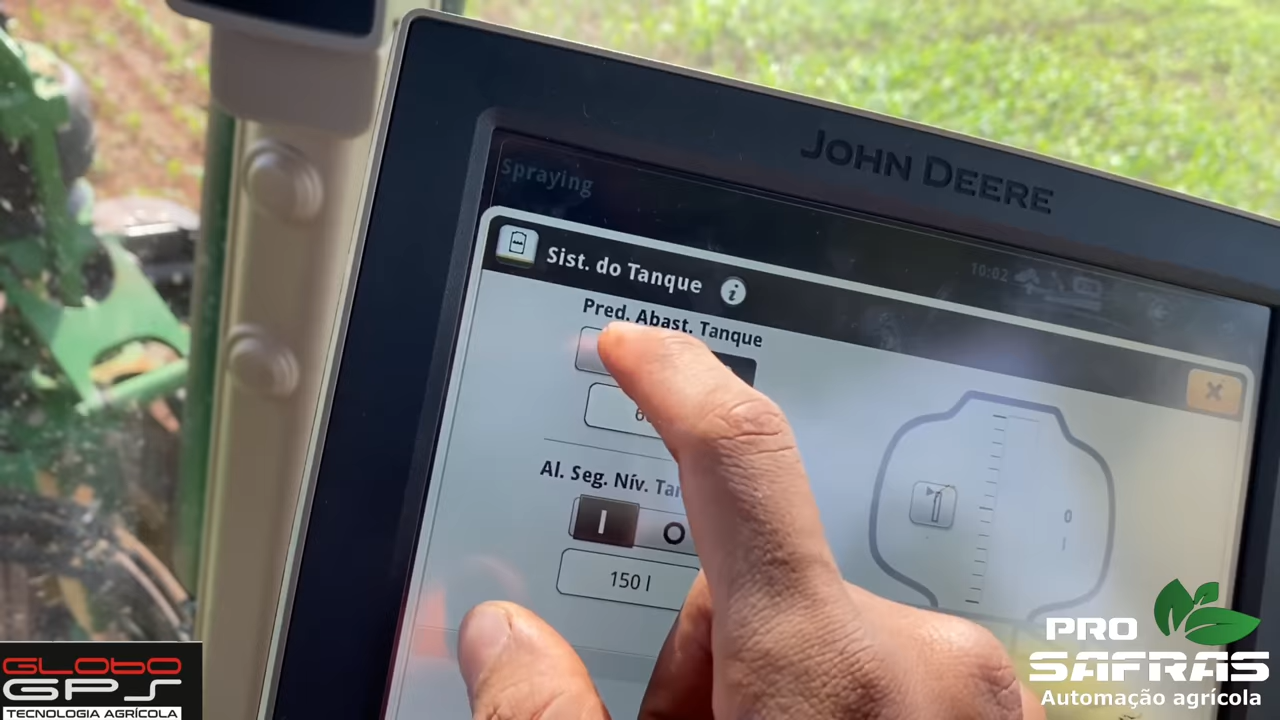 JOHN DEERE
Spraying
10:02
Sist. do Tanque
Pred. Abast. Tanque
Al. Seg. Nív.
150 l
0
l
GLObO
GPS
TECNOLOGIA AGRÍCOLA
PRO
SAFRAS
Automação agrícola